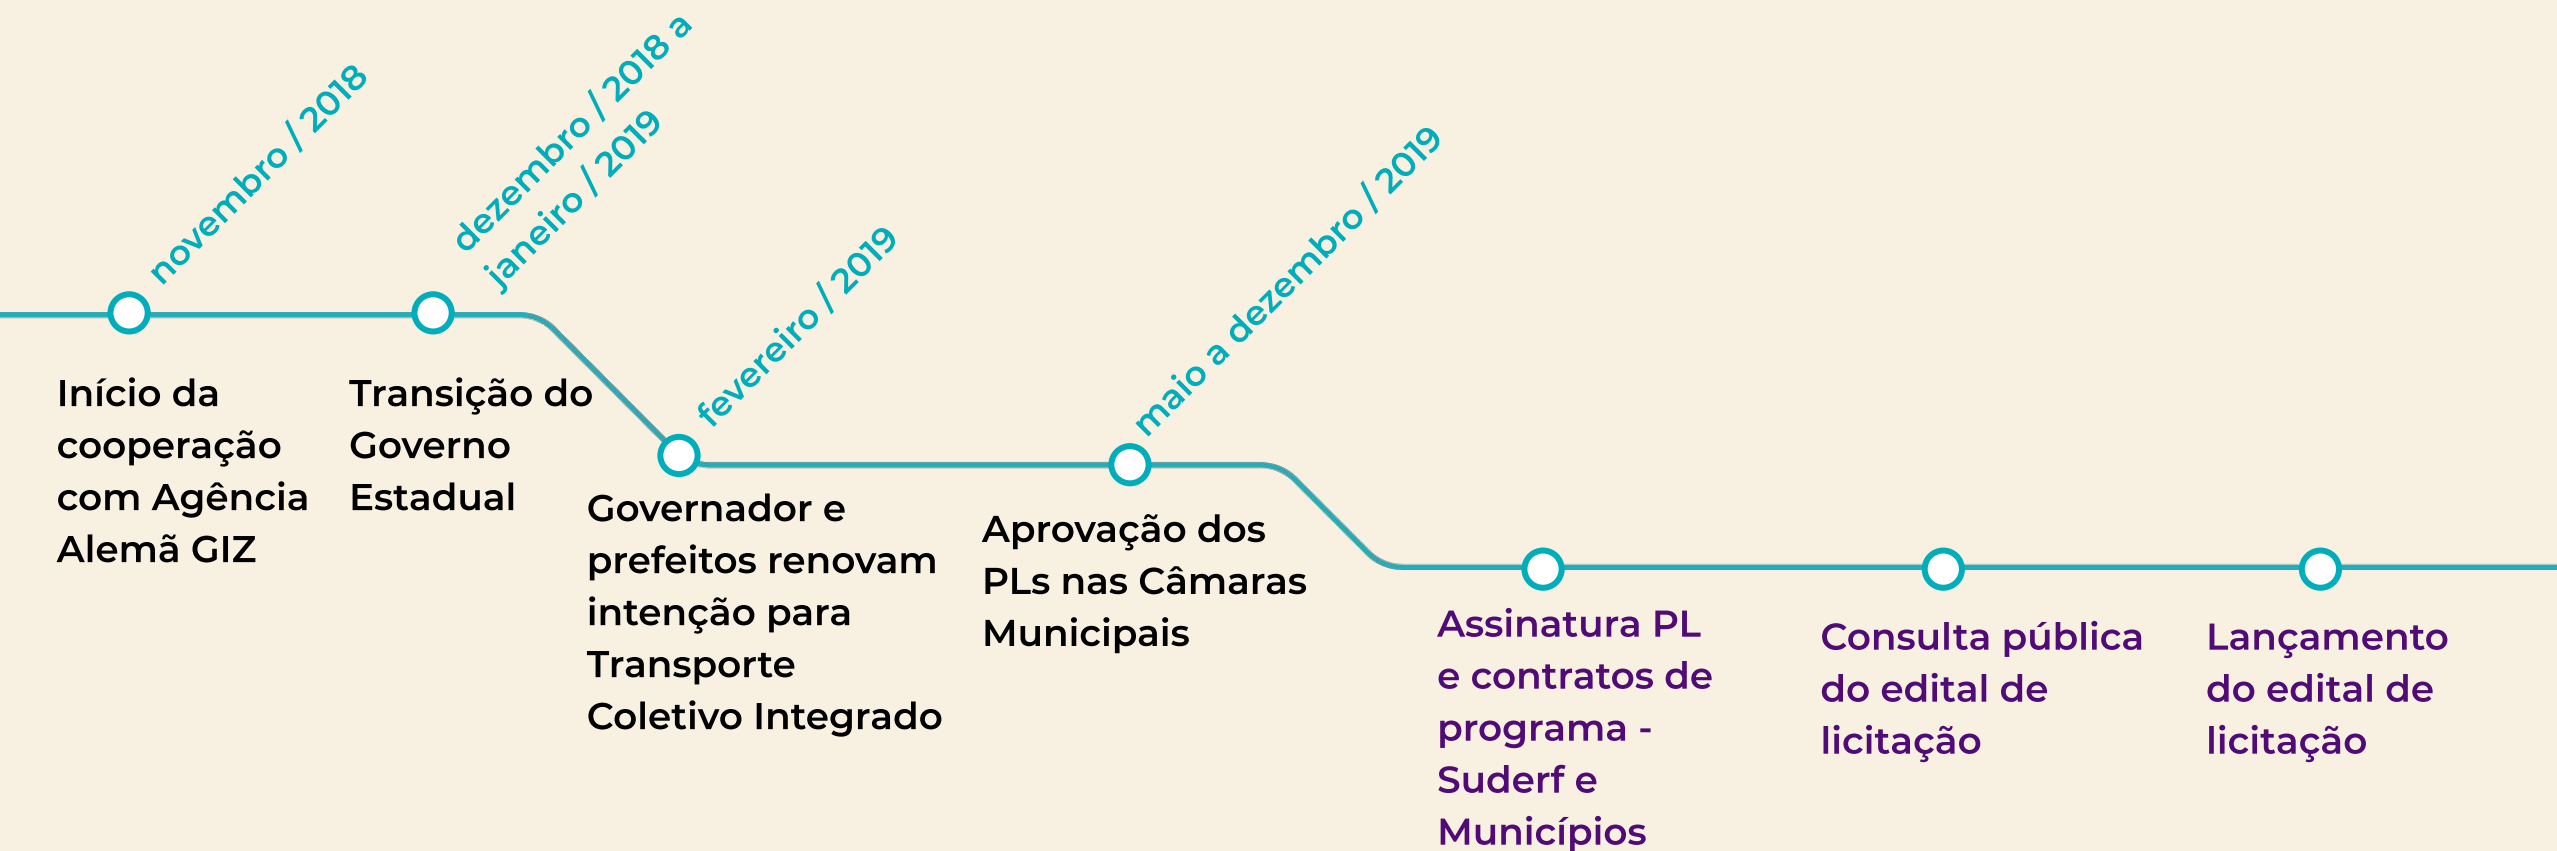 novembro / 2018
Início da
cooperação
com Agência
Alemã GIZ
dezembro / 2018 a
janeiro / 2019
Transição do
Governo
Estadual
fevereiro / 2019
Governador e
prefeitos renovam
intenção para
Transporte
Coletivo Integrado
maio a dezembro / 2019
Aprovação dos
PLs nas Câmaras
Municipais
Assinatura PL
e contratos de
programa -
Suderf e
Municípios
Consulta pública
do edital de
licitação
Lançamento
do edital de
licitação